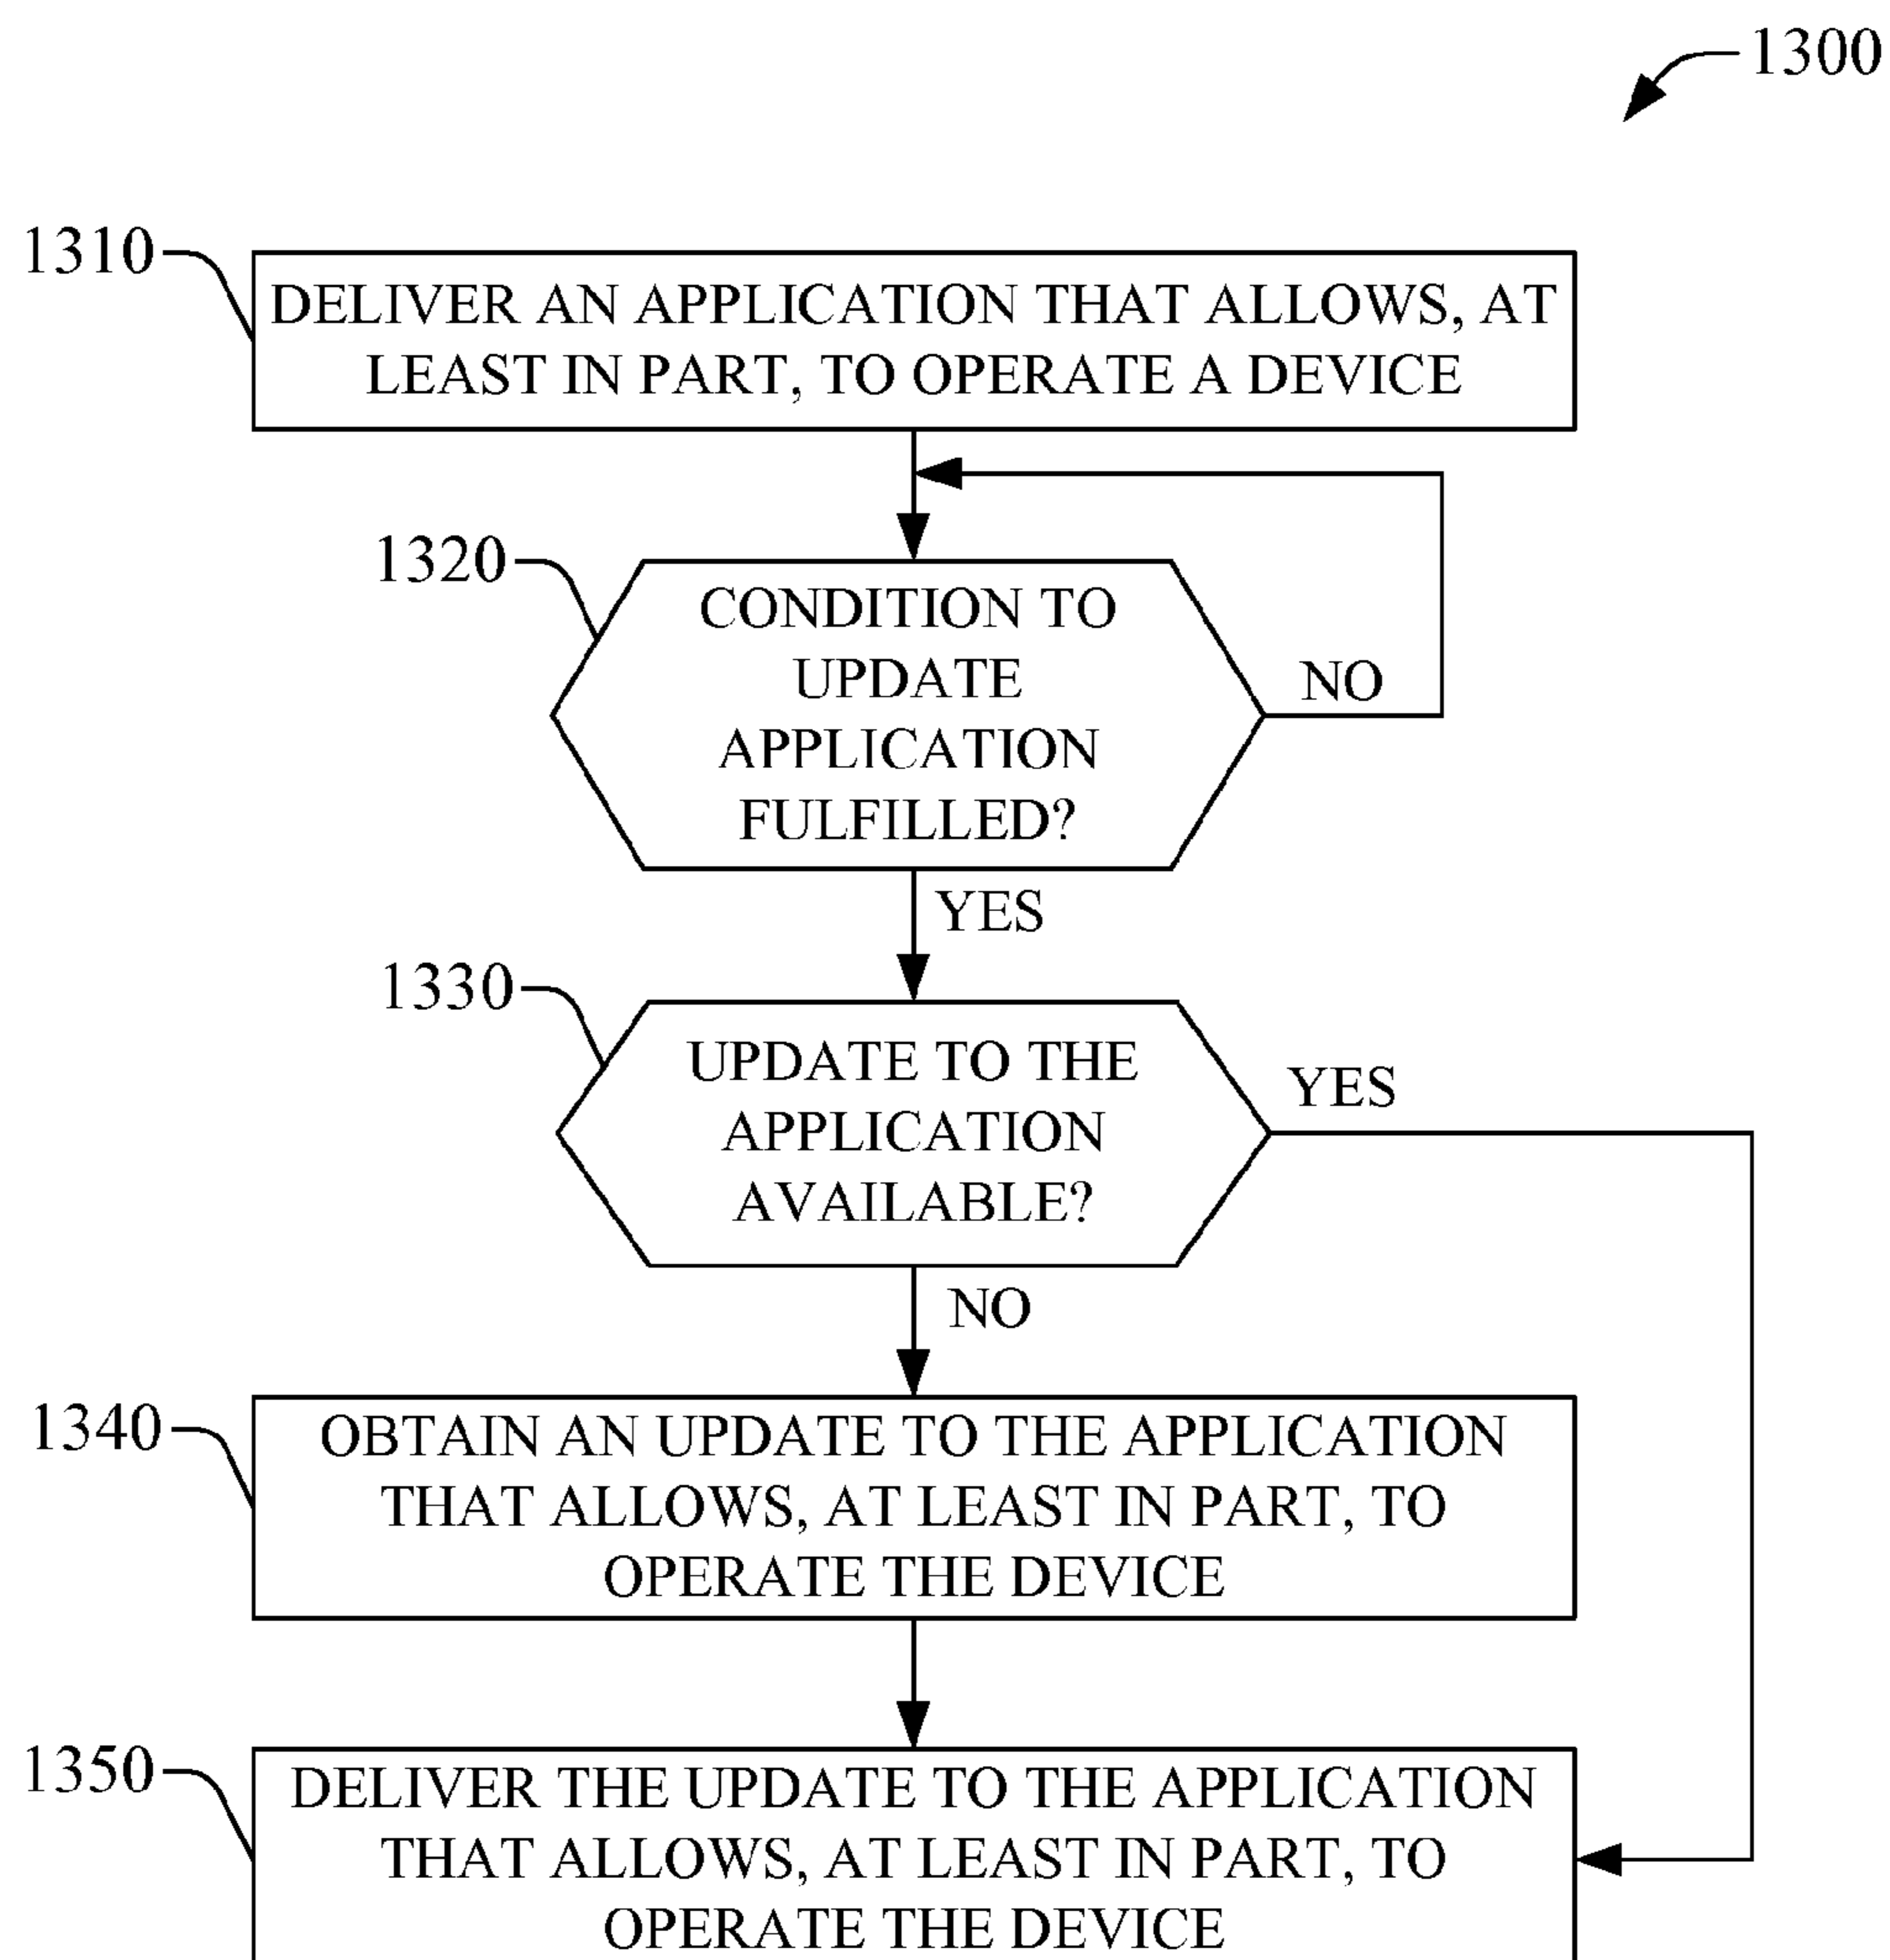 1300
1310
DELIVER AN APPLICATION THAT ALLOWS, AT
LEAST IN PART, TO OPERATE A DEVICE
1320
CONDITION TO
UPDATE
APPLICATION
FULFILLED?
NO
YES
1330
UPDATE TO THE
APPLICATION
AVAILABLE?
YES
NO
1340
OBTAIN AN UPDATE TO THE APPLICATION
THAT ALLOWS, AT LEAST IN PART, TO
OPERATE THE DEVICE
1350
DELIVER THE UPDATE TO THE APPLICATION
THAT ALLOWS, AT LEAST IN PART, TO
OPERATE THE DEVICE